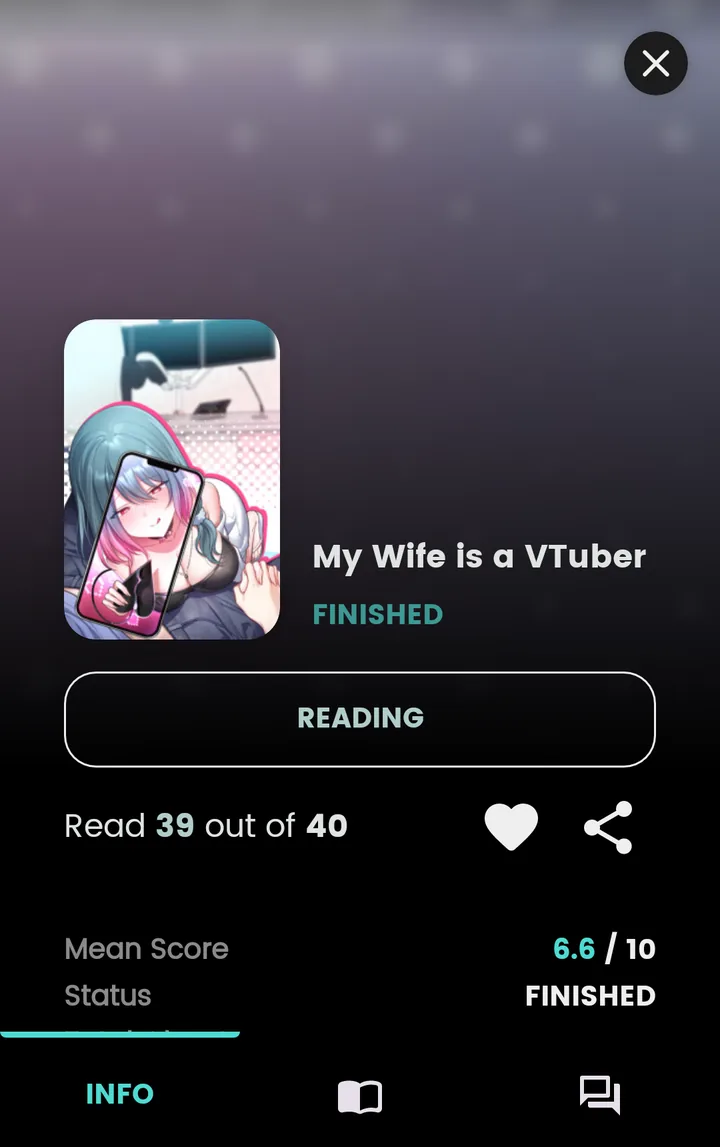 My Wife is a VTuber
FINISHED
READING
Read 39 out of 40
Mean Score 6.6 / 10
Status FINISHED
INFO